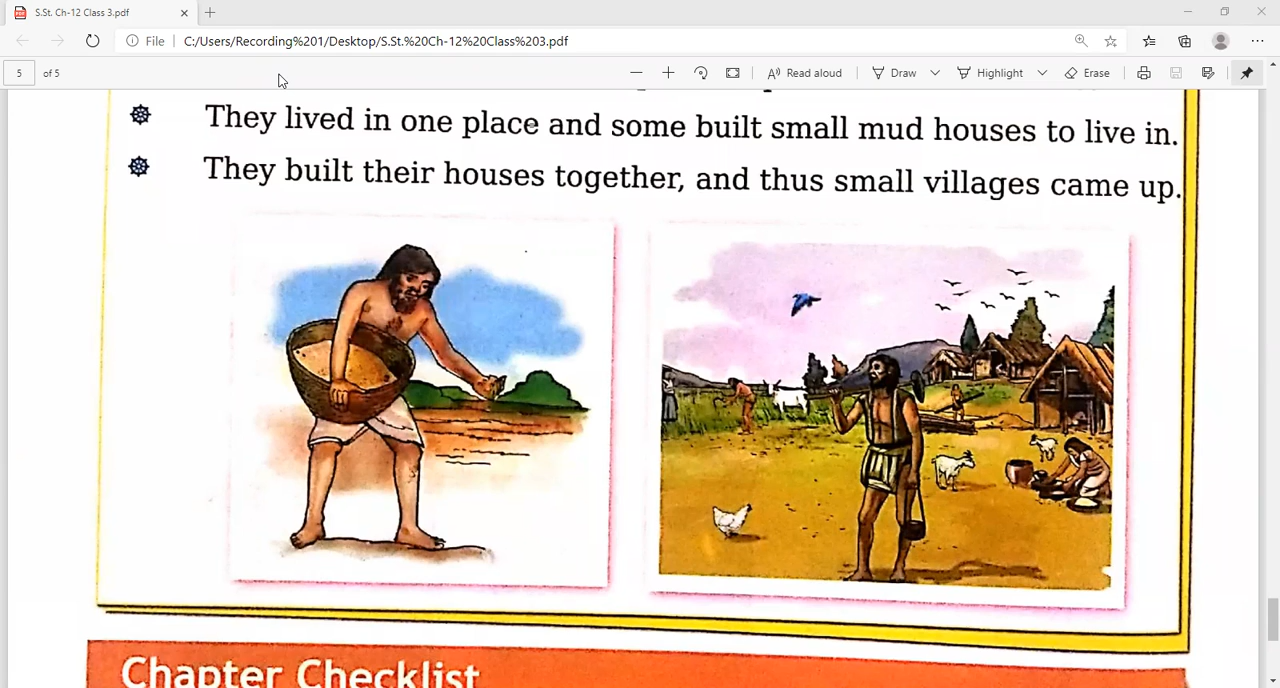 S.St. Ch-12 Class 3.pdf
File
C:/Users/Recording%201/Desktop/S.St.%20Ch-12%20Class%203.pdf
5 of 5
Read aloud
Draw
Highlight
Erase
They lived in one place and some built small mud houses to live in.
They built their houses together, and thus small villages came up.
Chapter Checklist